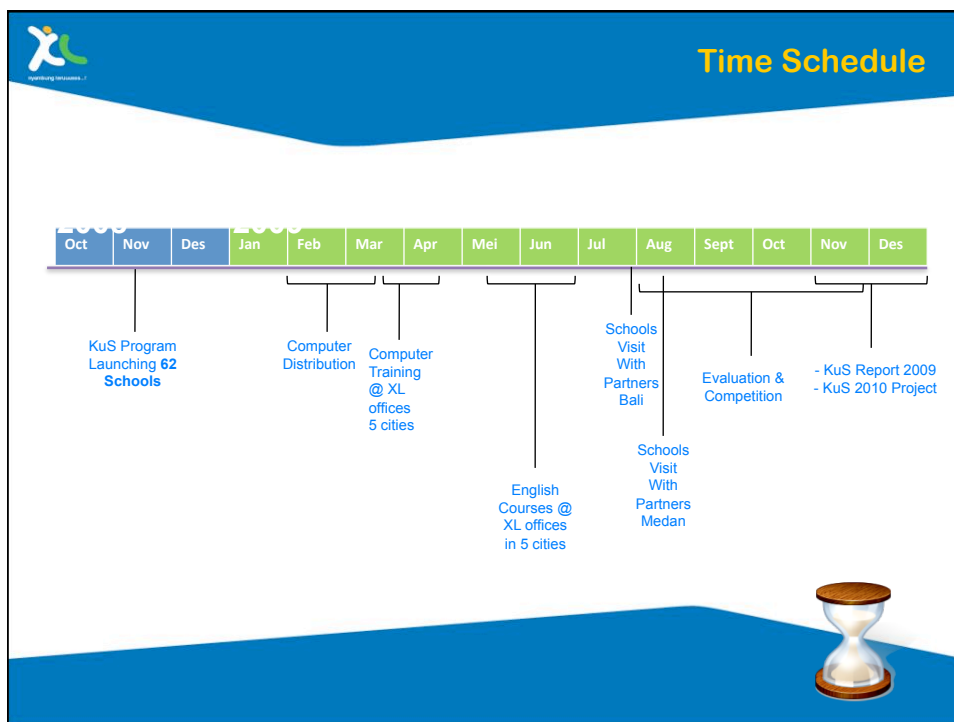 Time Schedule
Oct Nov Des Jan Feb Mar Apr Mei Jun Jul Aug Sept Oct Nov Des
KuS Program
Launching 62
Schools
Computer
Distribution
Computer
Training
@ XL
offices
5 cities
English
Courses @
XL offices
in 5 cities
Schools
Visit
With
Partners
Bali
Schools
Visit
With
Partners
Medan
Evaluation &
Competition
- KuS Report 2009
- KuS 2010 Project